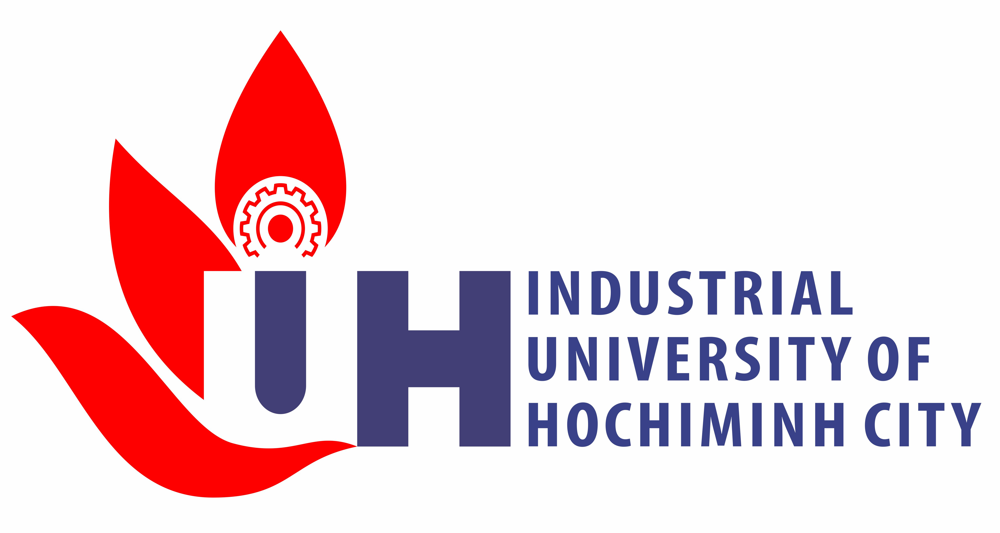 IUH
INDUSTRIAL
UNIVERSITY OF
HOCHIMINH CITY